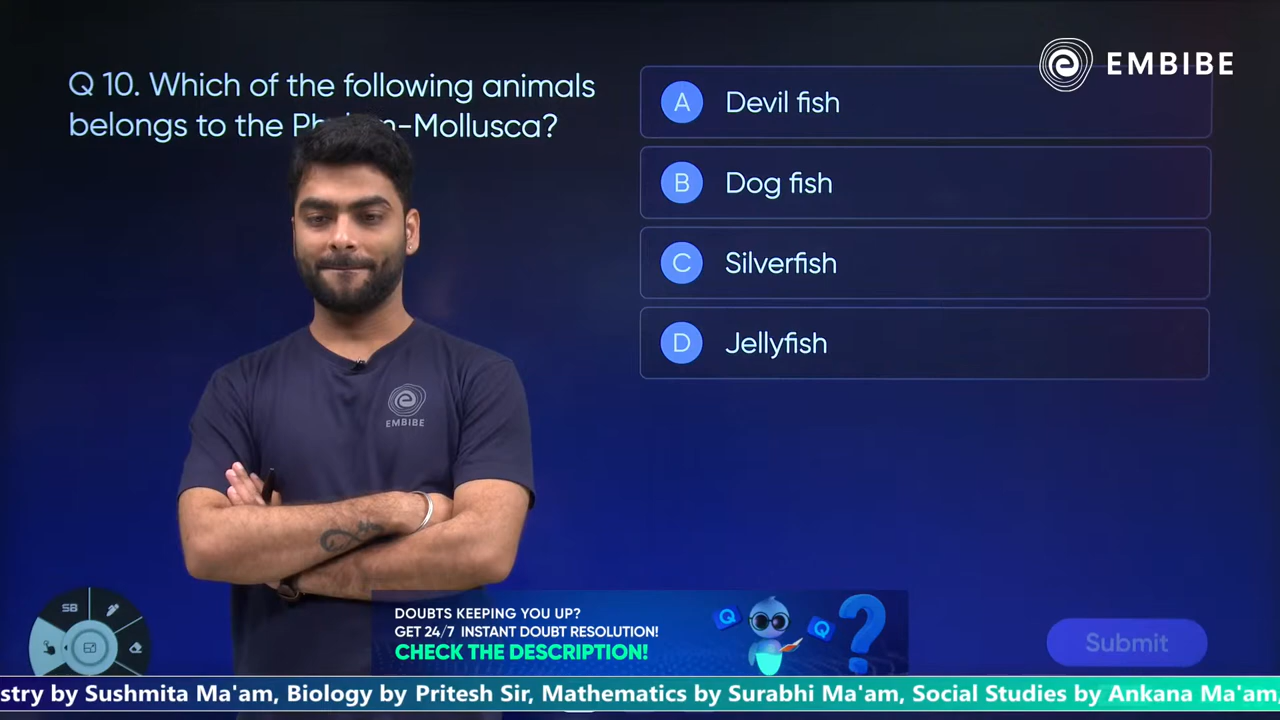 EMBIBE
Q 10. Which of the following animals
belongs to the Phylum-Mollusca?
A Devil fish
B Dog fish
C Silverfish
D Jellyfish
EMBIBE
SB
DOUBTS KEEPING YOU UP?
GET 24/7 INSTANT DOUBT RESOLUTION!
CHECK THE DESCRIPTION!
Q
Q
?
Submit
stry by Sushmita Ma'am, Biology by Pritesh Sir, Mathematics by Surabhi Ma'am, Social Studies by Ankana Ma'am,